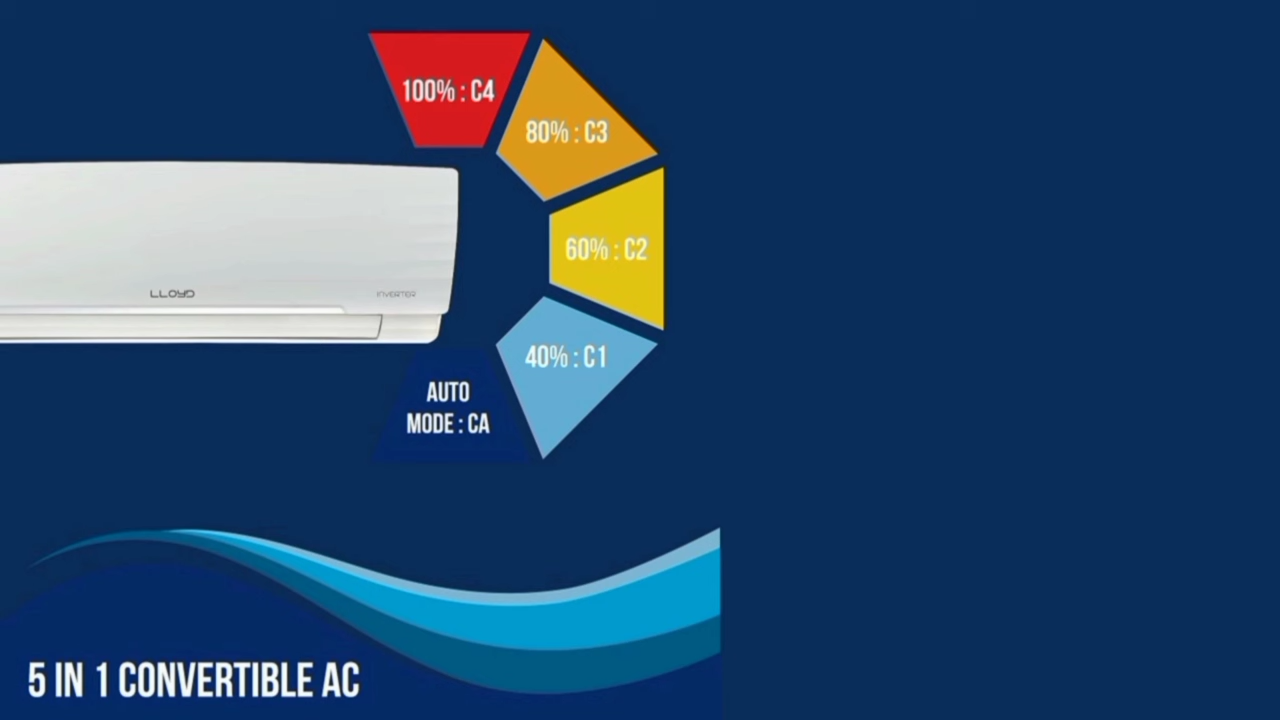 100% : C4
80% : C3
60% : C2
LLOYD
INVERTER
40% : C1
AUTO
MODE : CA
5 IN 1 CONVERTIBLE AC